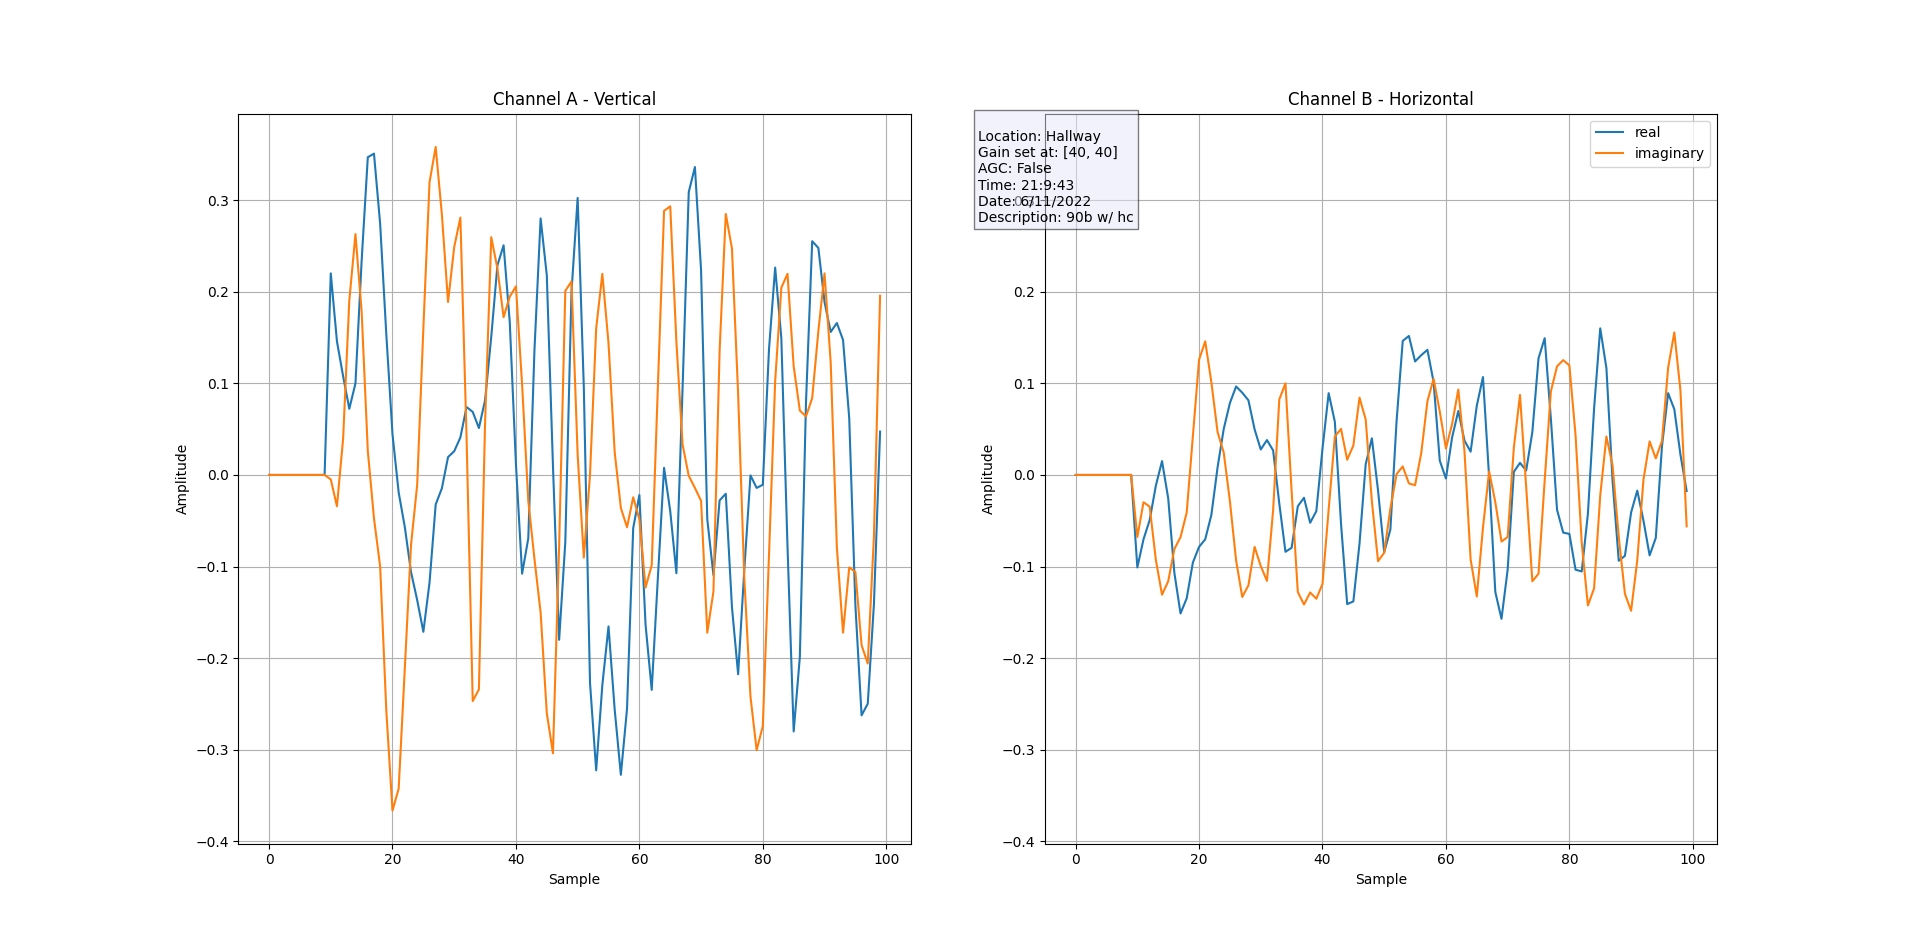 Channel A - Vertical
0.3
0.2
0.1
0.0
−0.1
−0.2
−0.3
−0.4
Amplitude
0
20
40
60
80
100
Sample
Channel B - Horizontal
real
imaginary
Location: Hallway
Gain set at: [40, 40]
AGC: False
Time: 21:9:43
Date: 6/11/2022
Description: 90b w/ hc
0.3
0.2
0.1
0.0
−0.1
−0.2
−0.3
−0.4
Amplitude
0
20
40
60
80
100
Sample